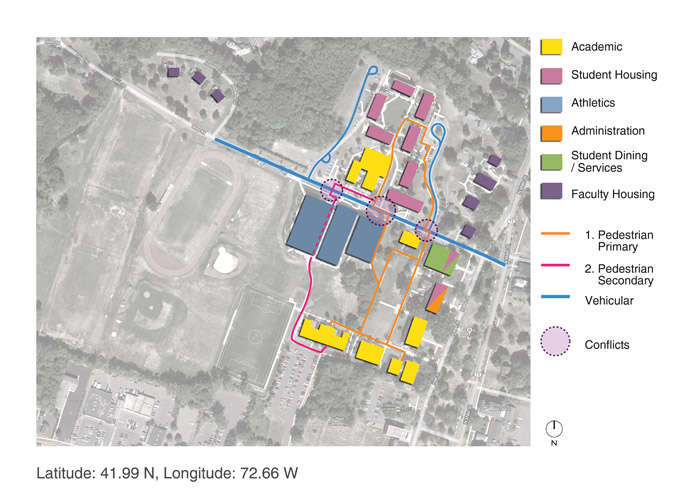 Academic
Student Housing
Athletics
Administration
Student Dining
/ Services
Faculty Housing
1. Pedestrian
Primary
2. Pedestrian
Secondary
Vehicular
Conflicts
N
Latitude: 41.99 N, Longitude: 72.66 W